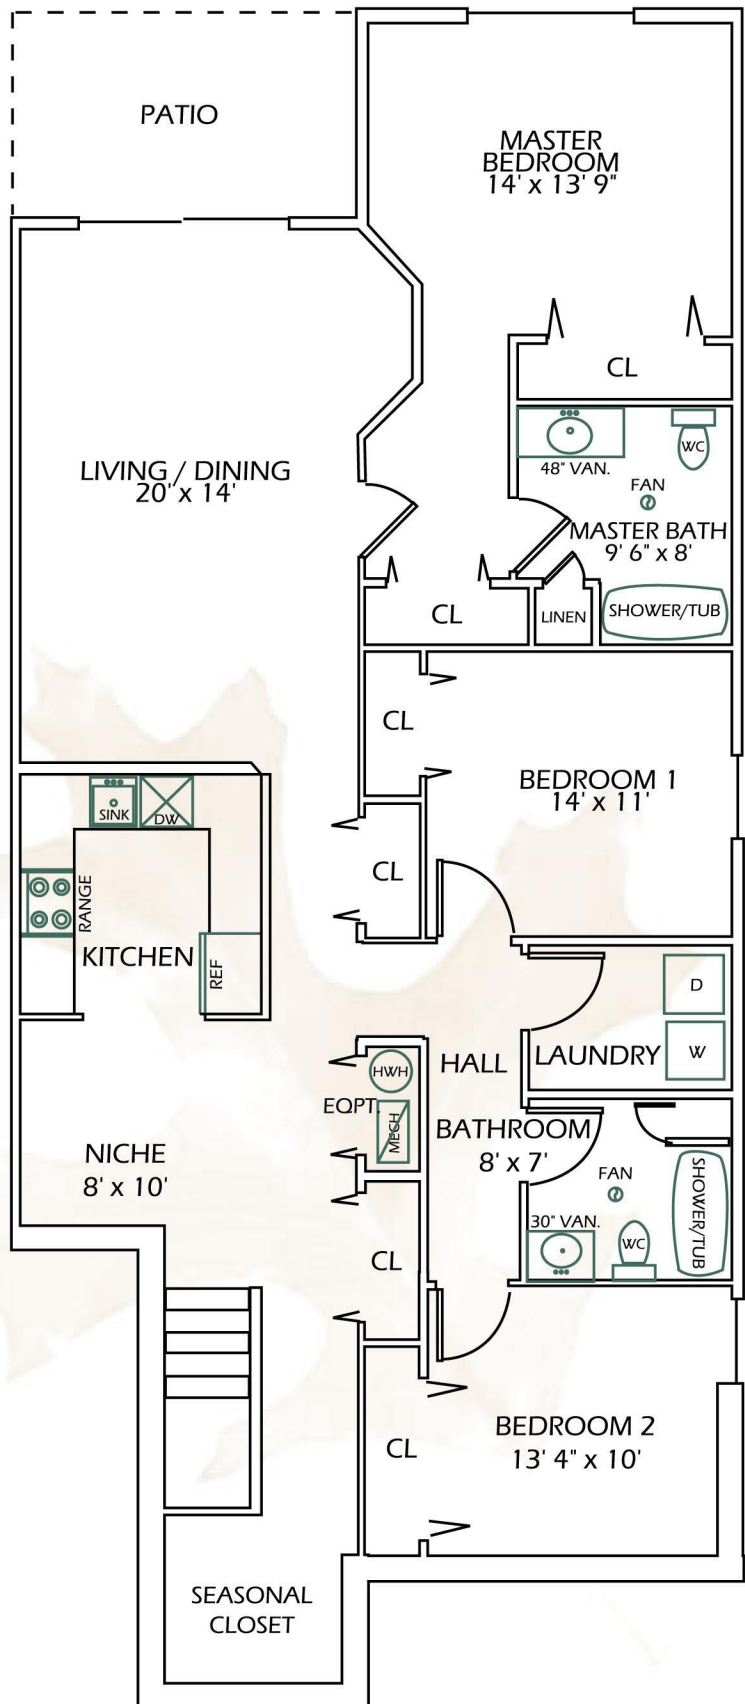 PATIO
MASTER
BEDROOM
14' x 13' 9"
CL
48" VAN.
WC
FAN
MASTER BATH
9' 6" x 8'
LIVING / DINING
20' x 14'
CL
LINEN
SHOWER/TUB
CL
BEDROOM 1
14' x 11'
SINK
DW
CL
RANGE
KITCHEN
REF
D
W
HALL
LAUNDRY
HWH
EQPT.
MECH
BATHROOM
8' x 7'
NICHE
8' x 10'
FAN
SHOWER/TUB
30" VAN.
WC
CL
BEDROOM 2
13' 4" x 10'
CL
SEASONAL
CLOSET